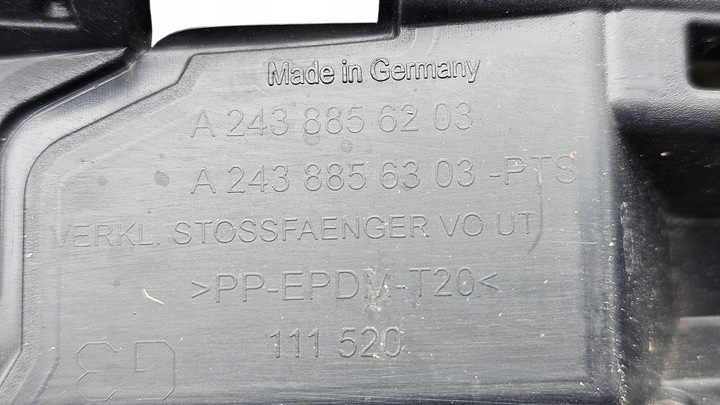 Made in Germany
A 243 885 62 03
A 243 885 63 03 -PTS
VERKL. STOSSFAENGER VO UT
>PP-EPDM-T20<
111 520